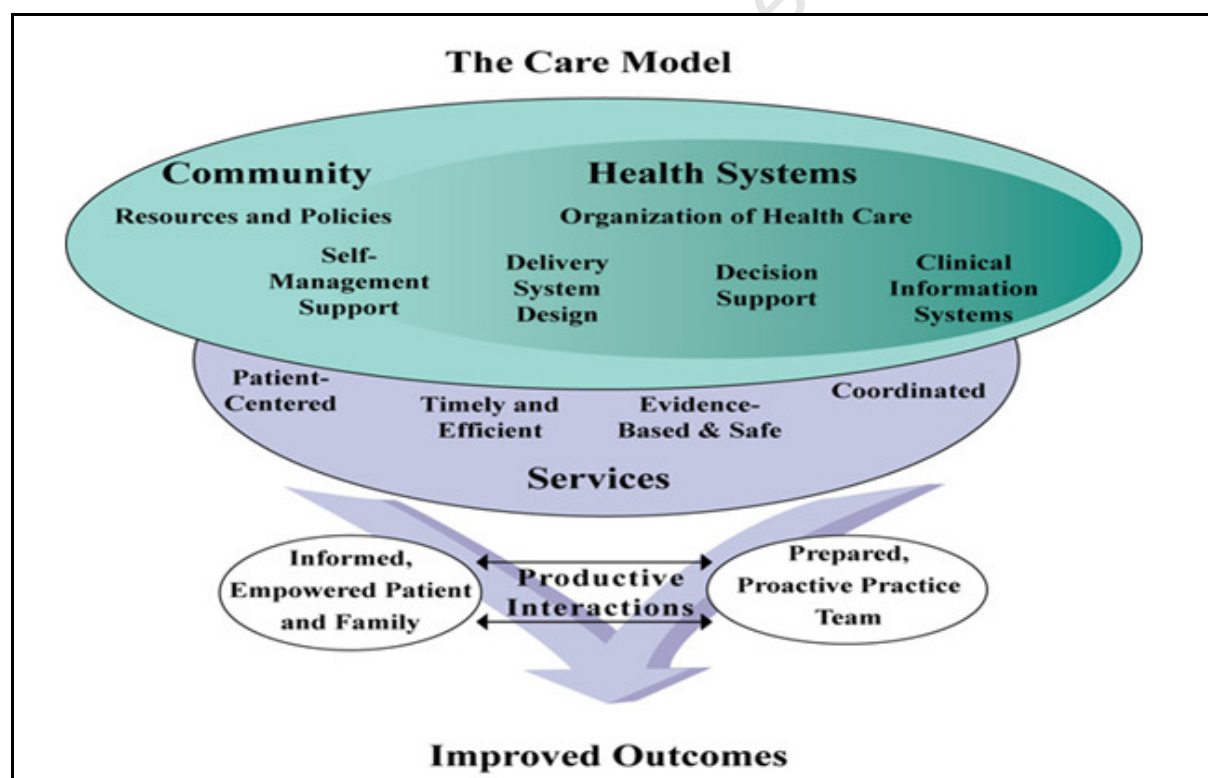 The Care Model
Community
Health Systems
Resources and Policies
Organization of Health Care
Self-
Management
Support
Delivery
System
Design
Decision
Support
Clinical
Information
Systems
Patient-
Centered
Timely and
Efficient
Evidence-
Based & Safe
Coordinated
Services
Informed,
Empowered Patient
and Family
Productive
Interactions
Prepared,
Proactive Practice
Team
Improved Outcomes